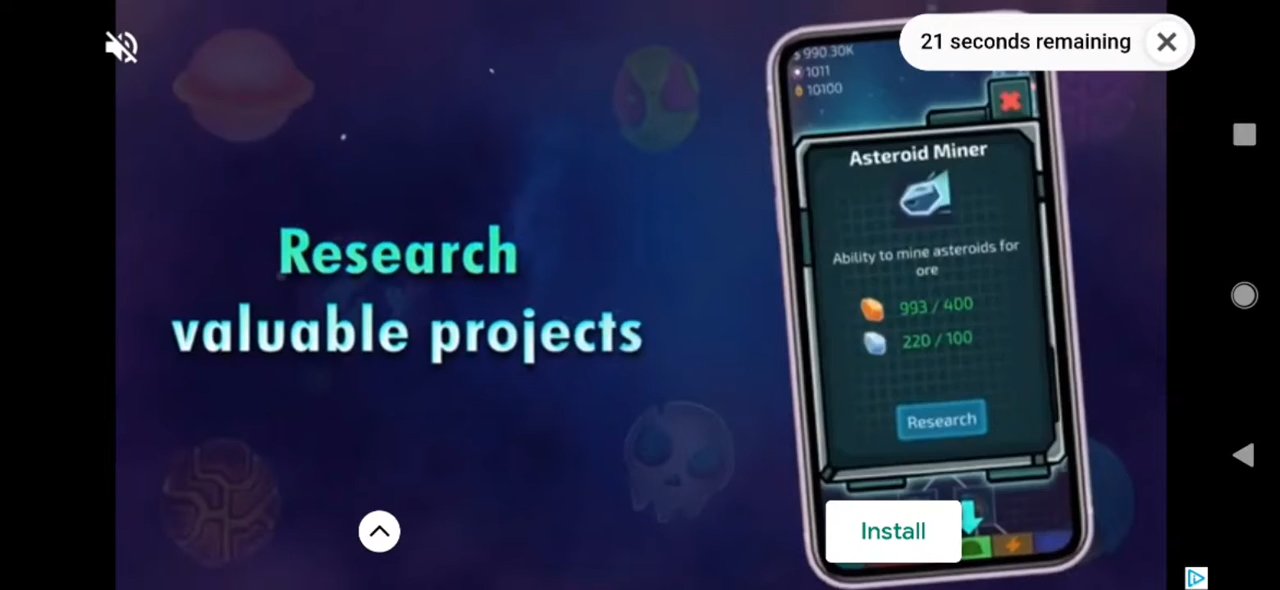 21 seconds remaining
$ 990.30K
1011
10100
Asteroid Miner
Ability to mine asteroids for
ore
993 / 400
220 / 100
Research
Research
valuable projects
Install